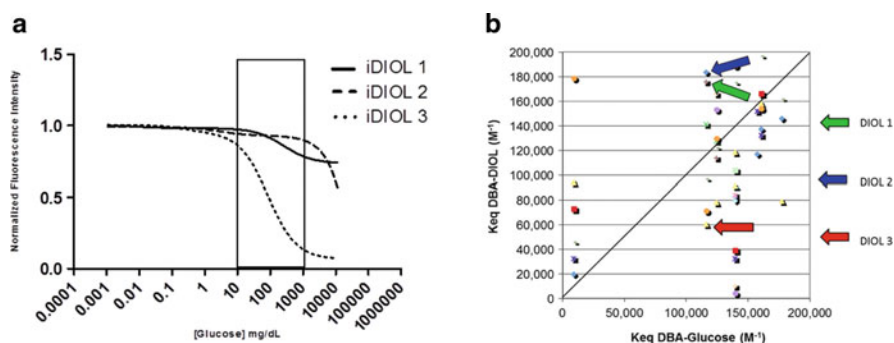 a
1.5
1.0
0.5
0.0
Normalized Fluorescence Intensity
iDIOL 1
iDIOL 2
iDIOL 3
0.0001
0.001
0.01
0.1
1
10
100
1000
10000
100000
1000000
[Glucose] mg/dL
b
200,000
180,000
160,000
140,000
120,000
100,000
80,000
60,000
40,000
20,000
0
Keq DBA-DIOL (M⁻¹)
0
50,000
100,000
150,000
200,000
Keq DBA-Glucose (M⁻¹)
DIOL 1
DIOL 2
DIOL 3